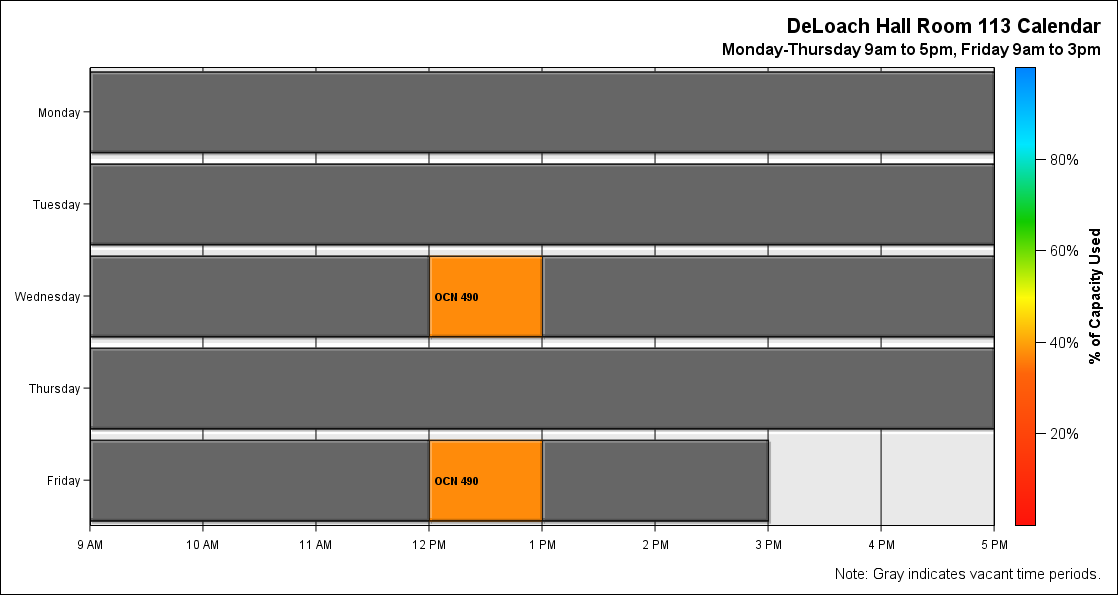 DeLoach Hall Room 113 Calendar
Monday-Thursday 9am to 5pm, Friday 9am to 3pm
Monday
Tuesday
Wednesday
OCN 490
Thursday
Friday
OCN 490
9 AM
10 AM
11 AM
12 PM
1 PM
2 PM
3 PM
4 PM
5 PM
80%
60%
40%
20%
% of Capacity Used
Note: Gray indicates vacant time periods.